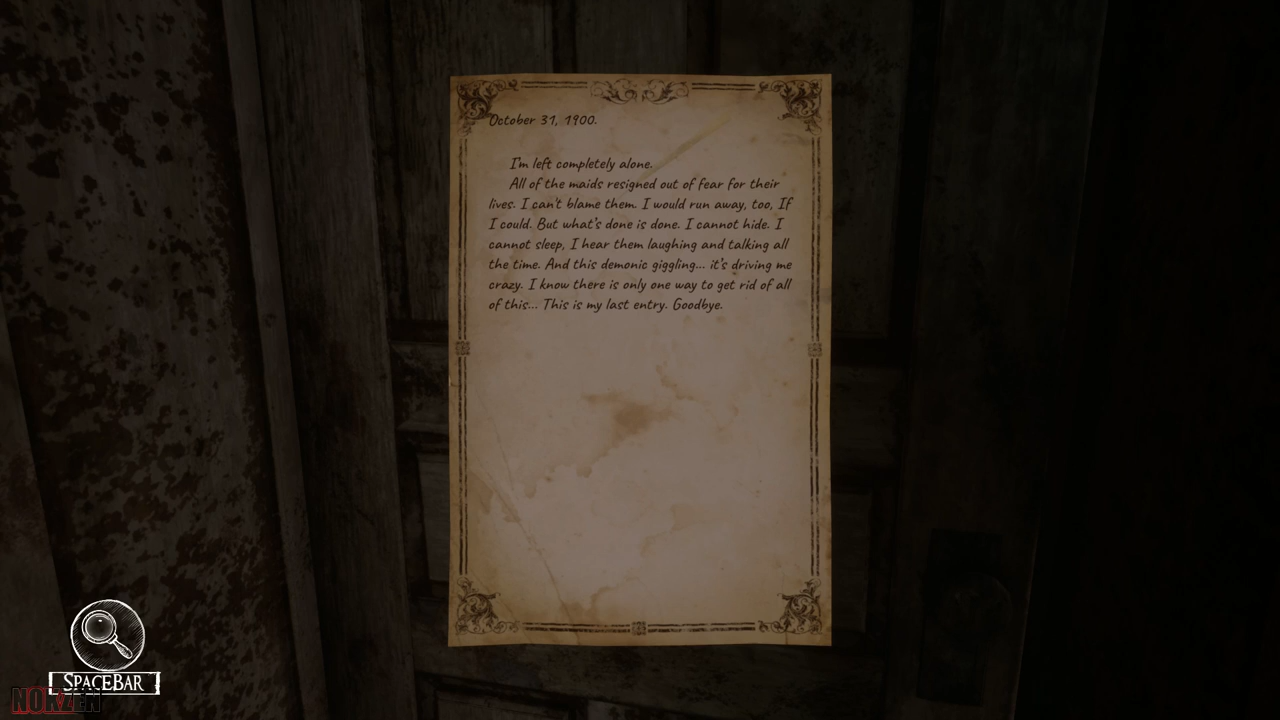 October 31, 1900.
I'm left completely alone.
All of the maids resigned out of fear for their
lives. I can't blame them. I would run away, too, If
I could. But what's done is done. I cannot hide. I
cannot sleep, I hear them laughing and talking all
the time. And this demonic giggling... it's driving me
crazy. I know there is only one way to get rid of all
of this... This is my last entry. Goodbye.
SPACEBAR
NOKZEN